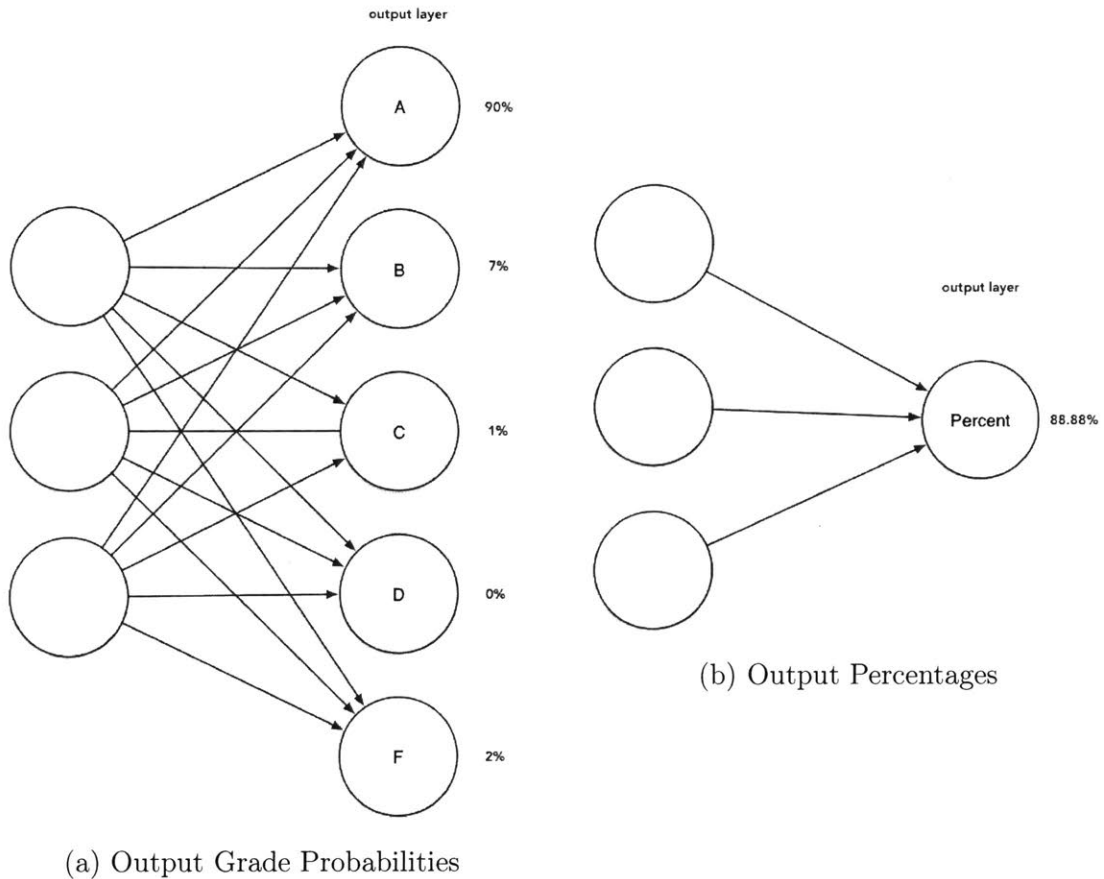 output layer
A
90%
B
7%
C
1%
D
0%
F
2%
(a) Output Grade Probabilities
output layer
Percent
88.88%
(b) Output Percentages